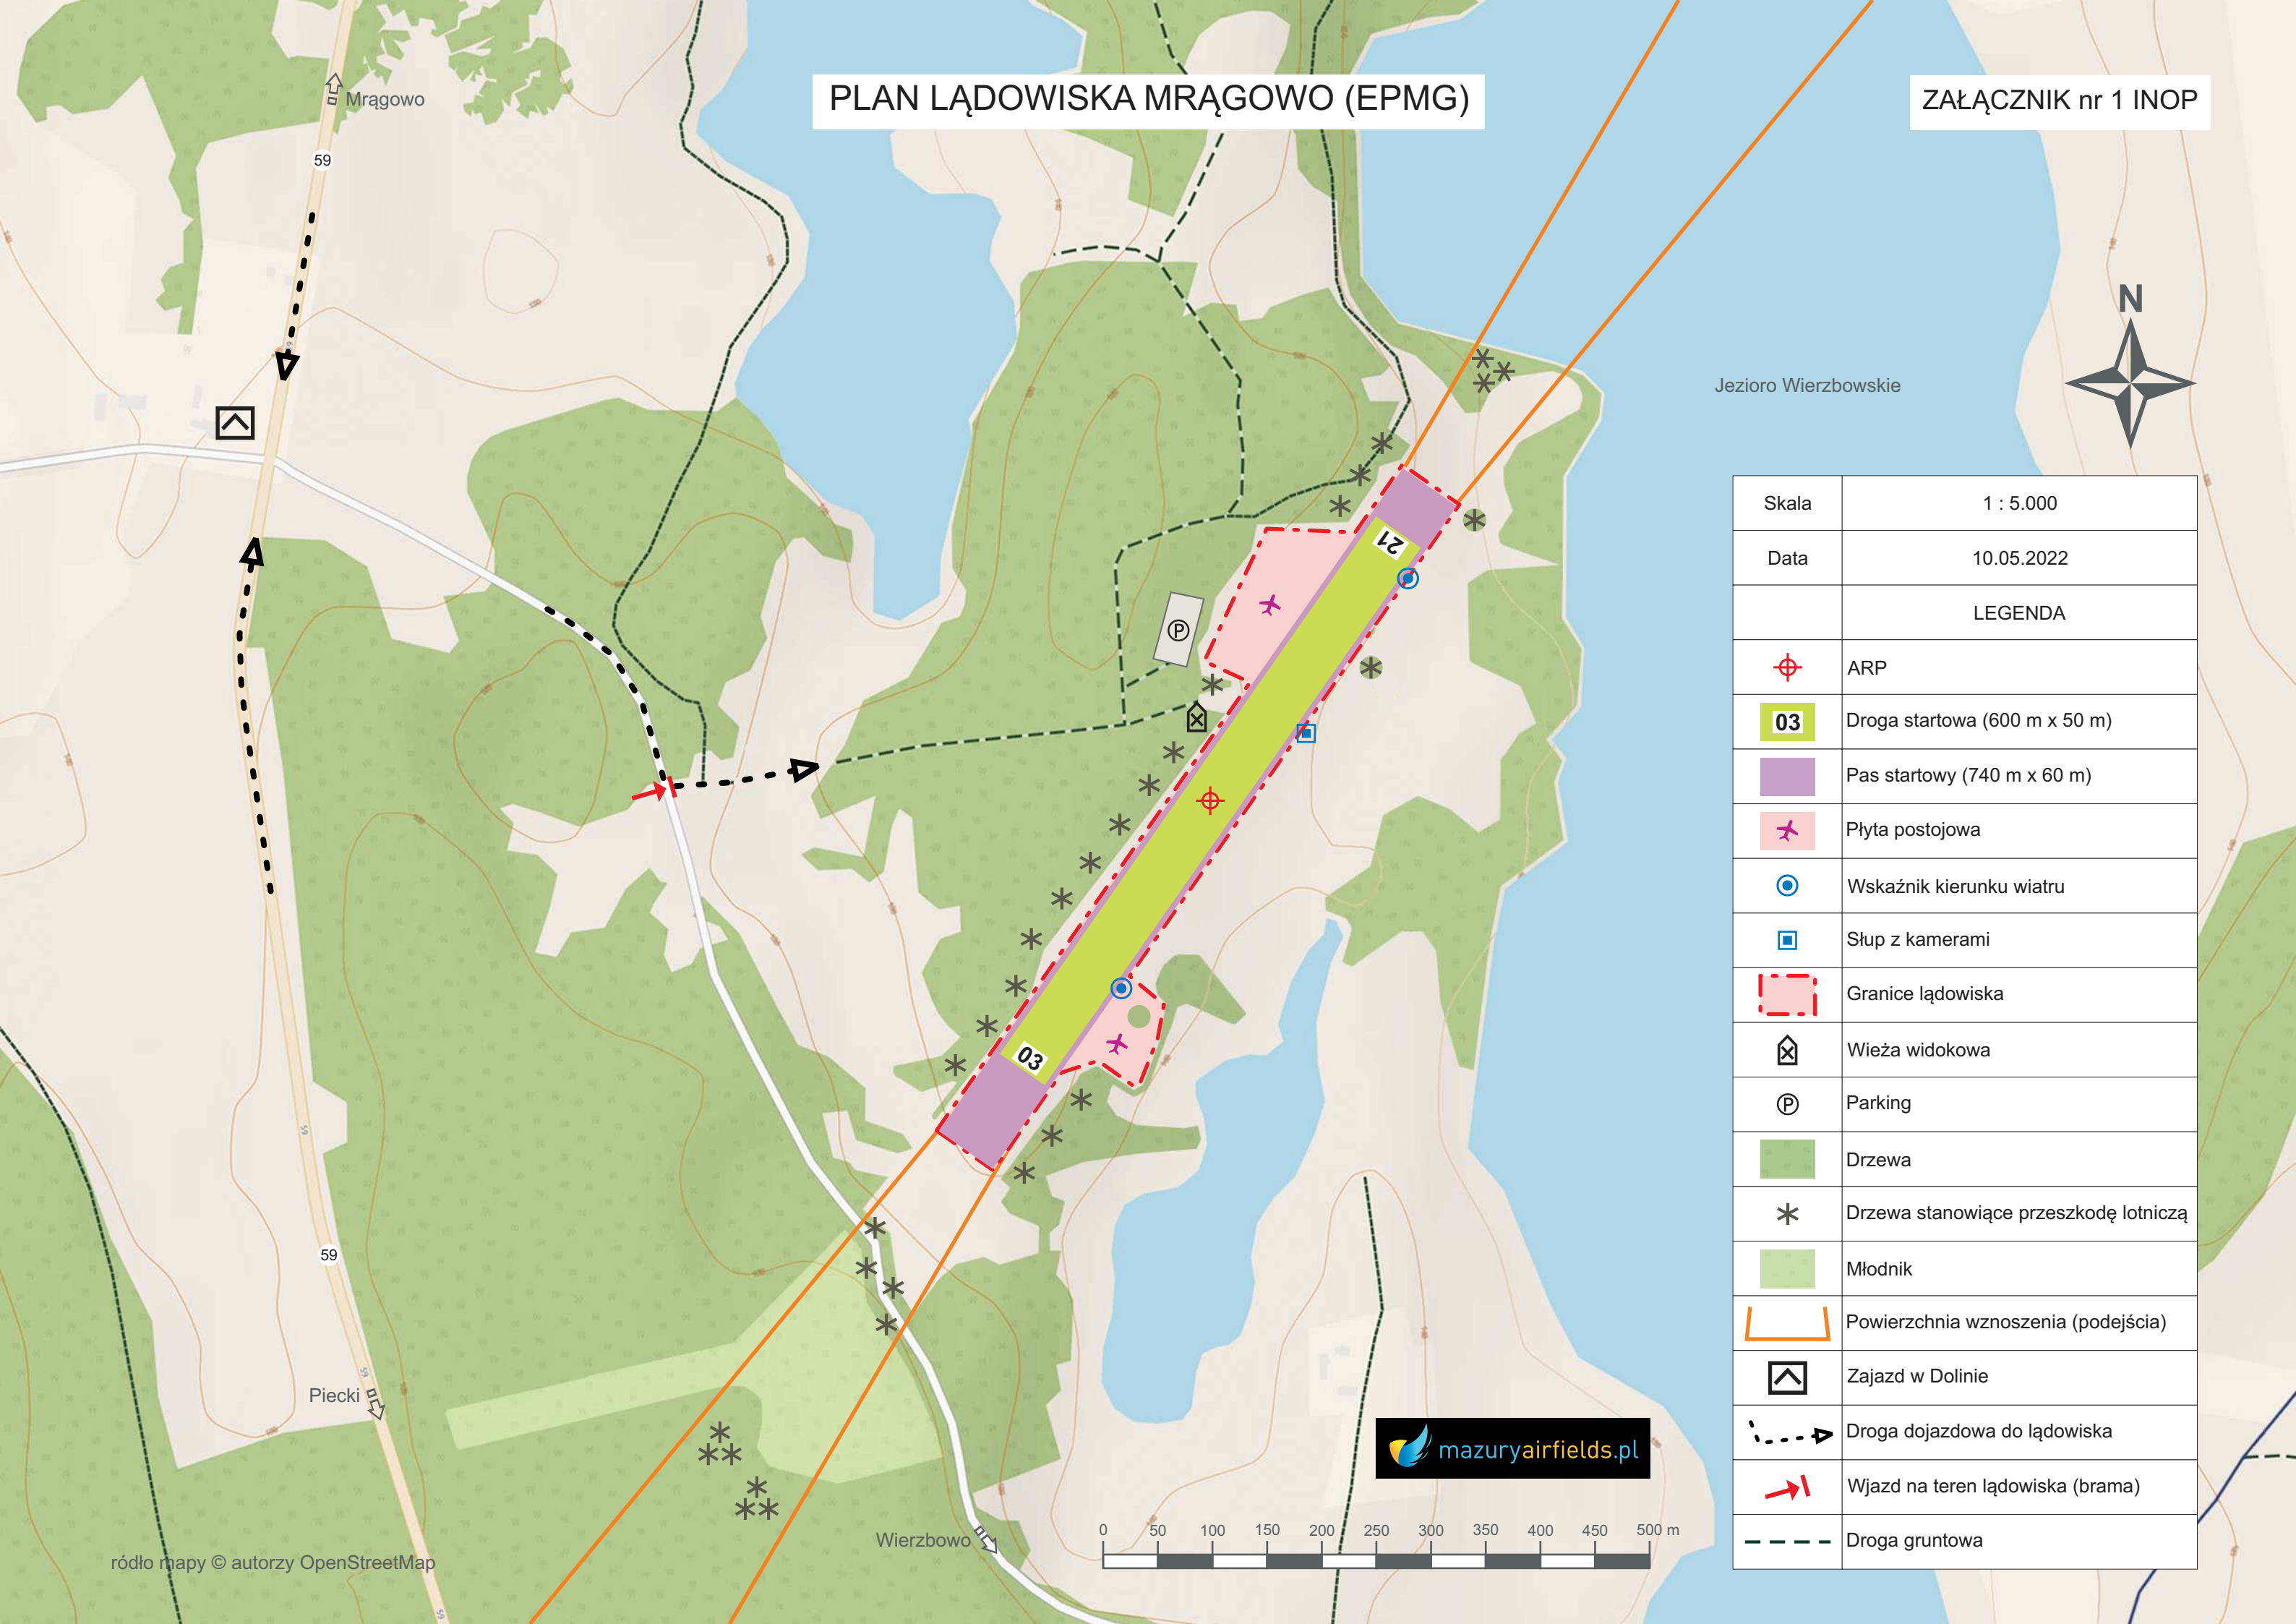 PLAN LĄDOWISKA MRĄGOWO (EPMG)
ZAŁĄCZNIK nr 1 INOP
Mrągowo
59
N
Jezioro Wierzbowskie
Skala 1 : 5.000
Data 10.05.2022
LEGENDA
ARP
03 Droga startowa (600 m x 50 m)
Pas startowy (740 m x 60 m)
Płyta postojowa
Wskaźnik kierunku wiatru
Słup z kamerami
Granice lądowiska
Wieża widokowa
P Parking
Drzewa
Drzewa stanowiące przeszkodę lotniczą
Młodnik
Powierzchnia wznoszenia (podejścia)
Zajazd w Dolinie
Droga dojazdowa do lądowiska
Wjazd na teren lądowiska (brama)
Droga gruntowa
21
P
03
59
59
59
Piecki
59
Wierzbowo
mazuryairfields.pl
0 50 100 150 200 250 300 350 400 450 500 m
ródło mapy © autorzy OpenStreetMap